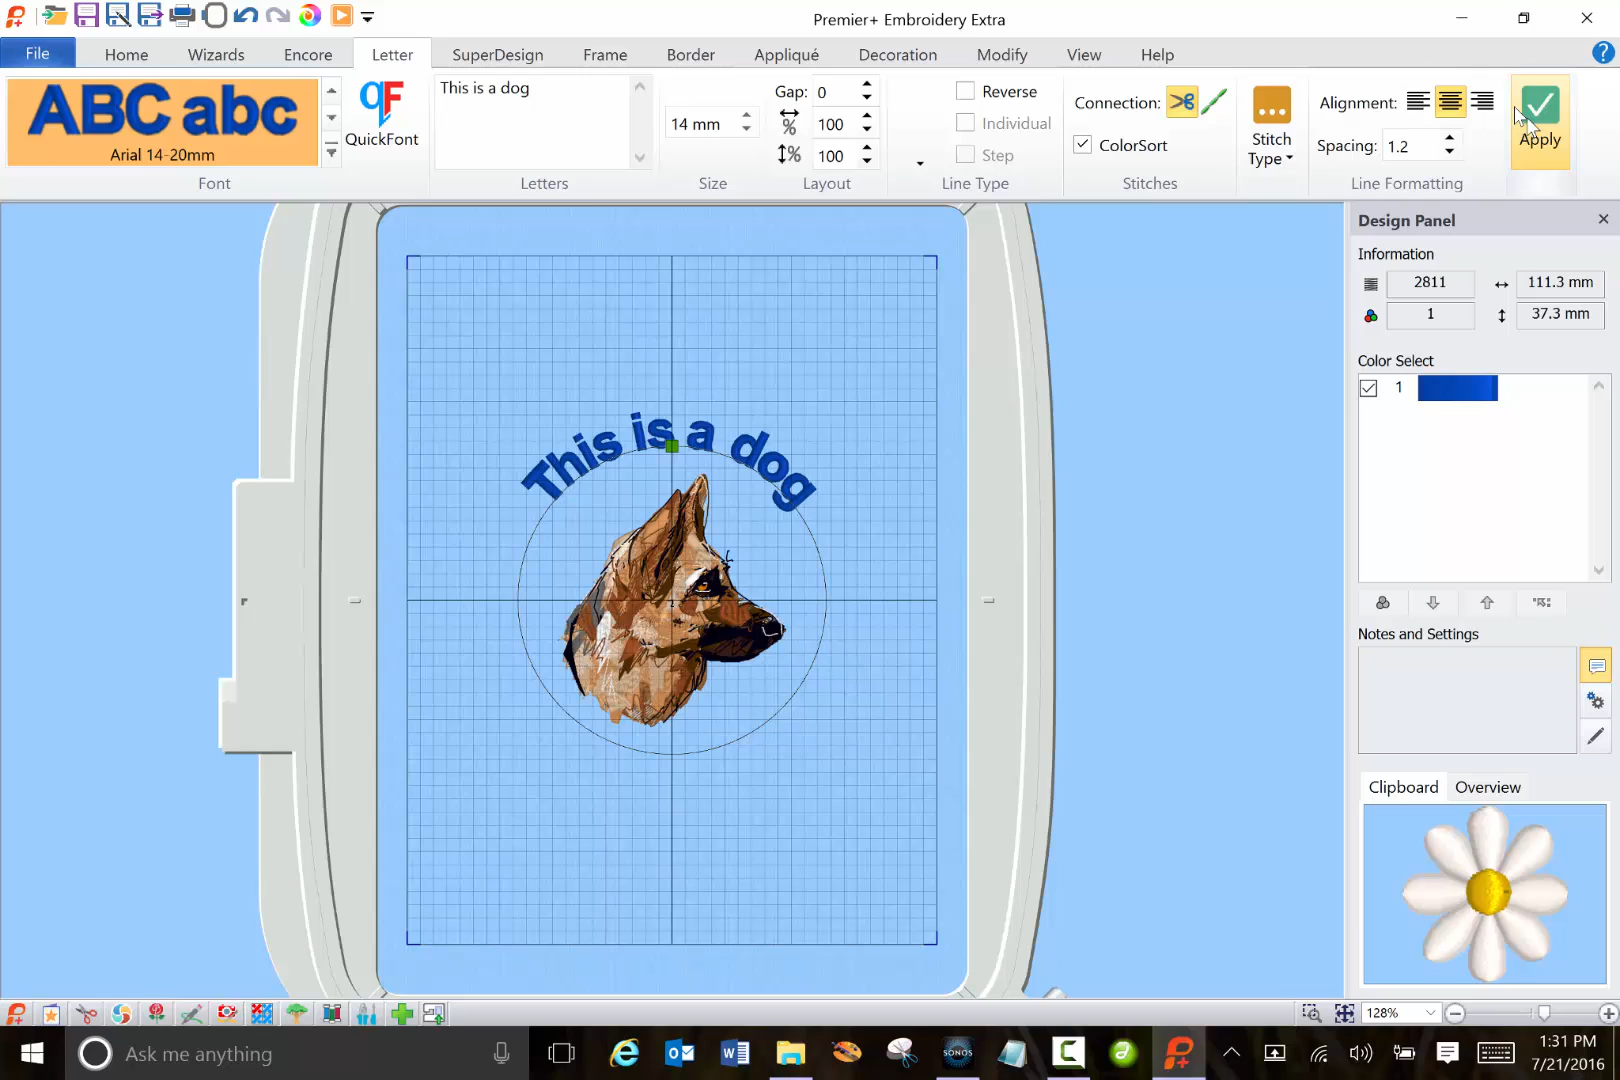 Premier+ Embroidery Extra
File Home Wizards Encore Letter SuperDesign Frame Border Appliqué Decoration Modify View Help
ABC abc
Arial 14-20mm
Font
QF
QuickFont
This is a dog
Letters
14 mm
Size
Gap: 0
% 100
% 100
Layout
Reverse
Individual
Step
Line Type
Connection:
ColorSort
Stitches
Stitch
Type
Alignment:
Spacing: 1.2
Line Formatting
Apply
This is a dog
Design Panel
Information
2811 111.3 mm
1 37.3 mm
Color Select
1
Notes and Settings
Clipboard Overview
128%
Ask me anything
SONOS
1:31 PM
7/21/2016